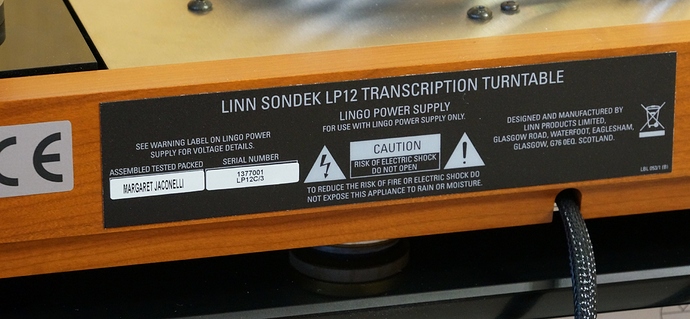 CE
LINN SONDEK LP12 TRANSCRIPTION TURNTABLE
LINGO POWER SUPPLY
FOR USE WITH LINGO POWER SUPPLY ONLY.
SEE WARNING LABEL ON LINGO POWER
SUPPLY FOR VOLTAGE DETAILS.
ASSEMBLED TESTED PACKED
MARGARET JACONELLI
SERIAL NUMBER
1377001
LP12C/3
CAUTION
RISK OF ELECTRIC SHOCK
DO NOT OPEN
TO REDUCE THE RISK OF FIRE OR ELECTRIC SHOCK DO
NOT EXPOSE THIS APPLIANCE TO RAIN OR MOISTURE.
DESIGNED AND MANUFACTURED BY
LINN PRODUCTS LIMITED,
GLASGOW ROAD, WATERFOOT, EAGLESHAM,
GLASGOW, G76 0EQ. SCOTLAND.